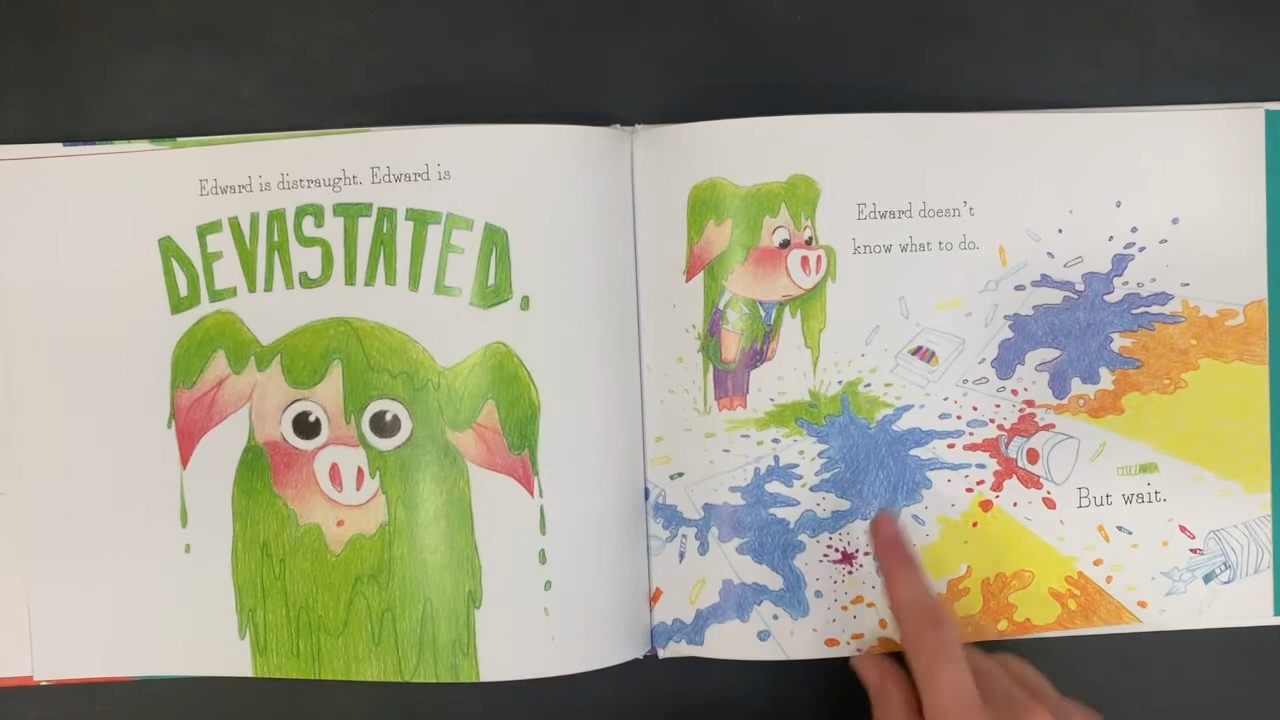 Edward is distraught. Edward is
DEVASTATED.
Edward doesn't
know what to do.
But wait.